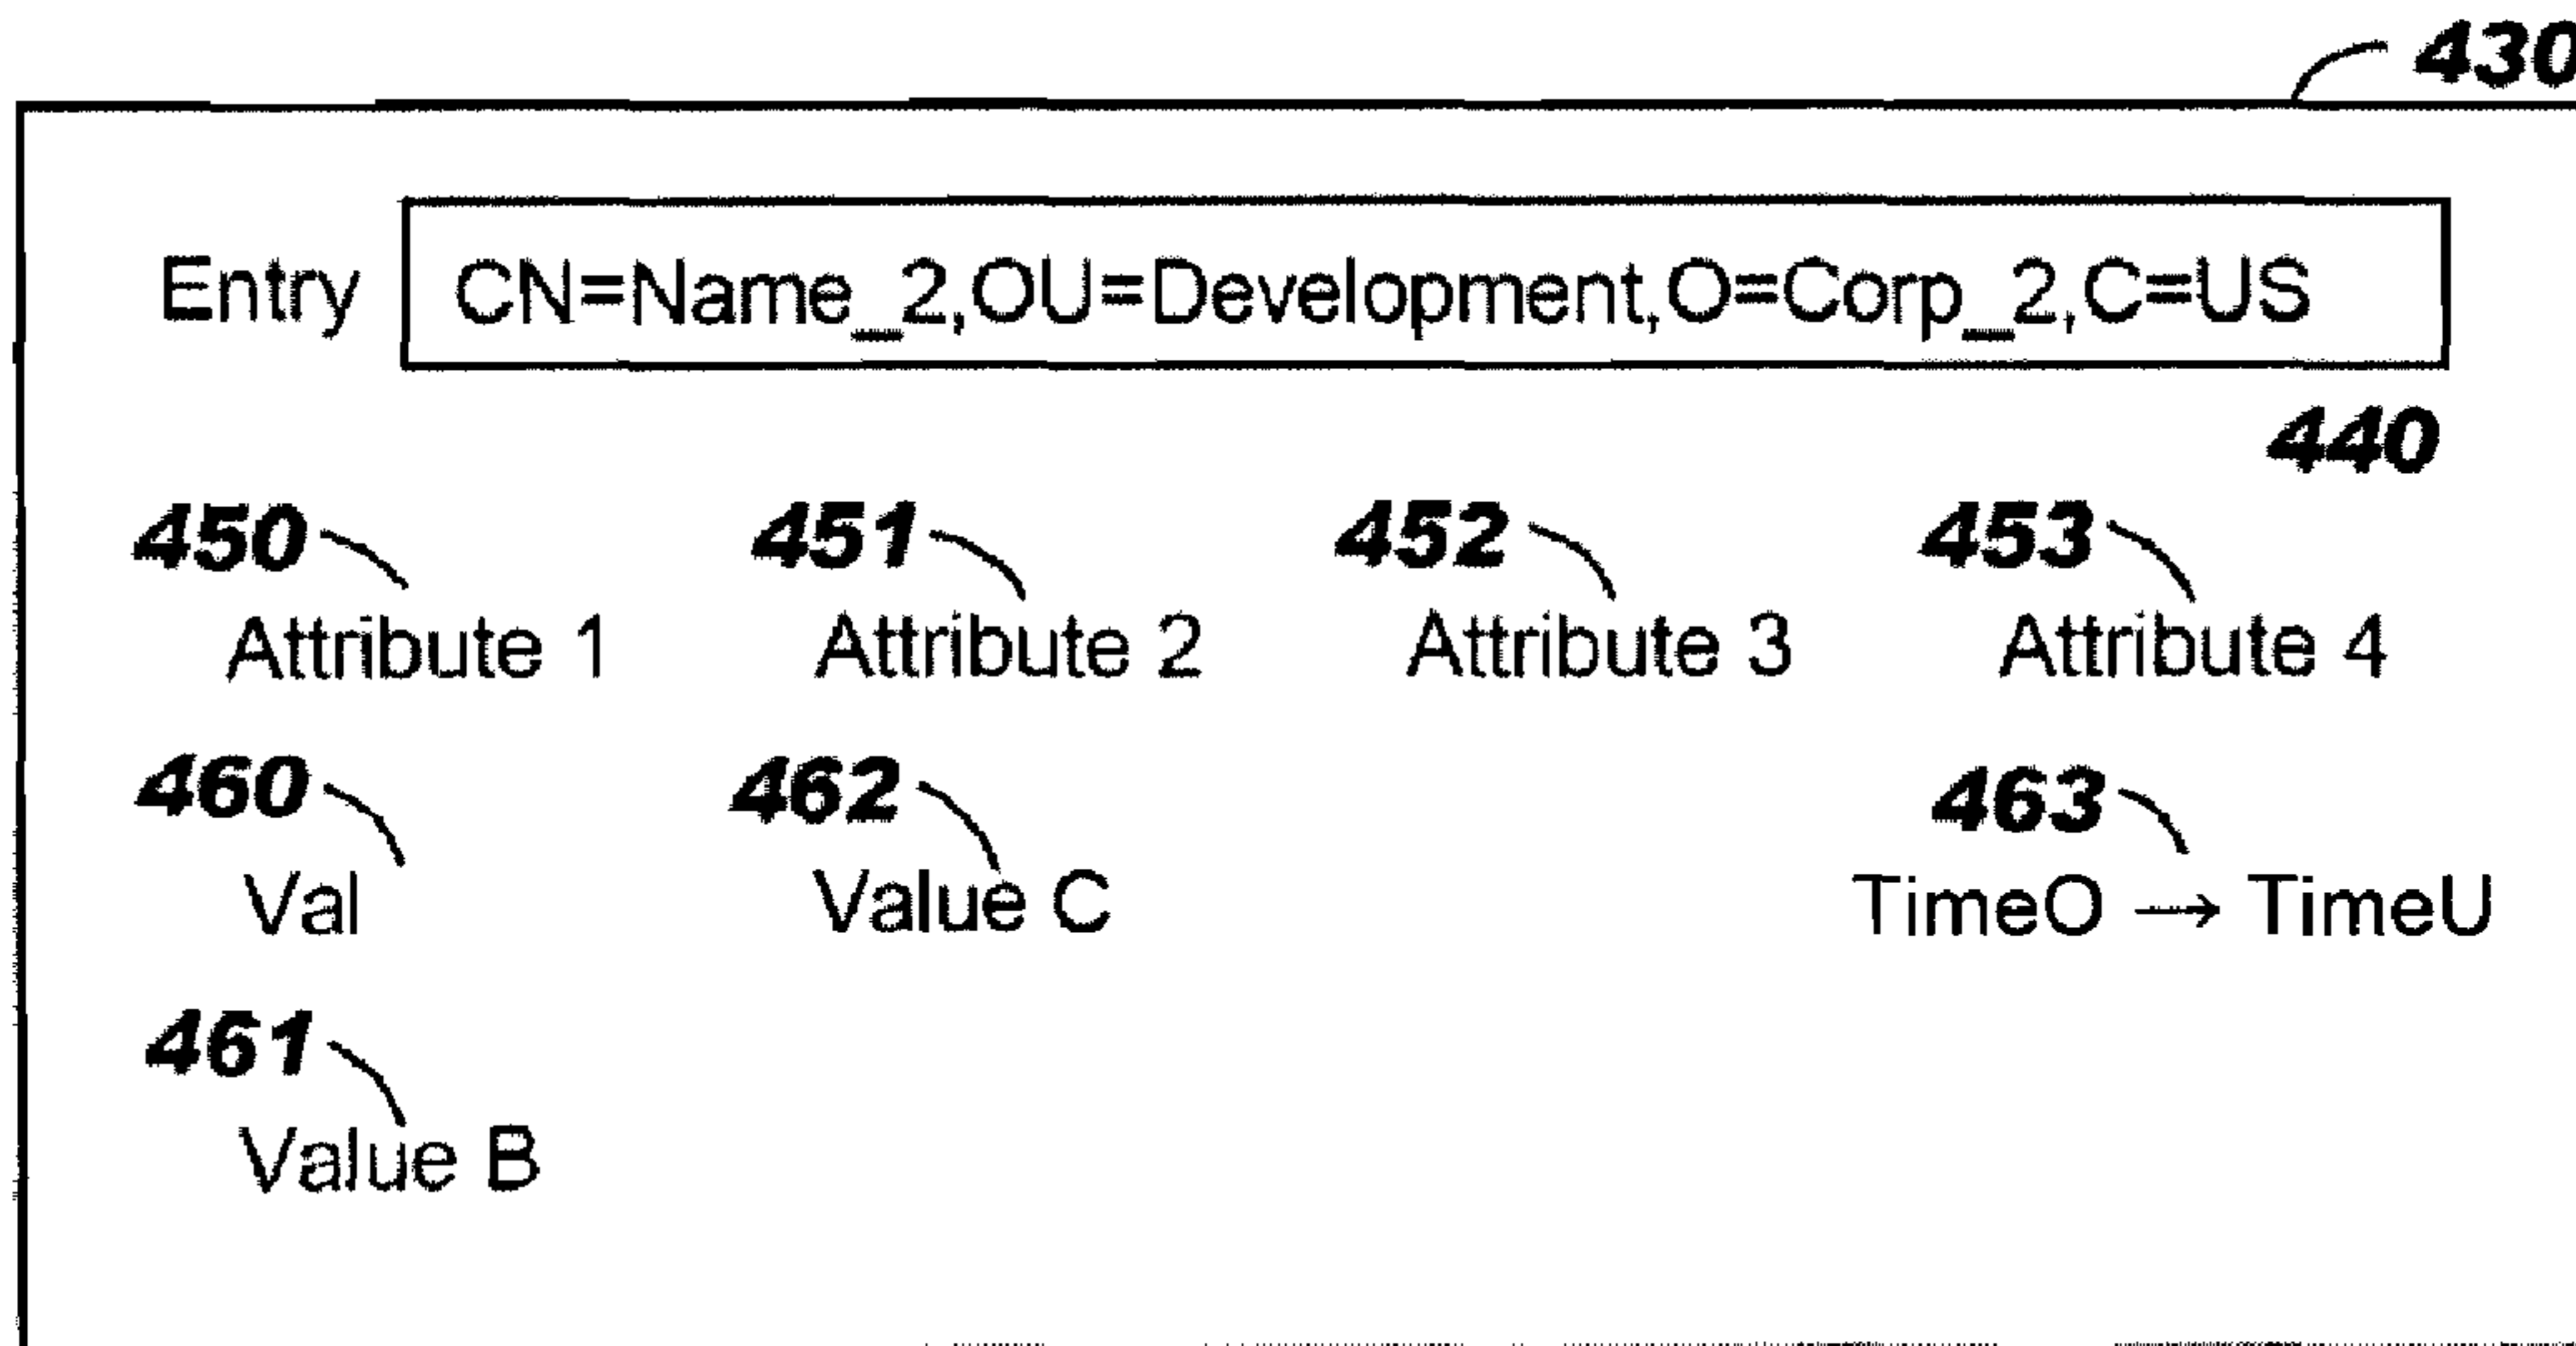 430
Entry CN=Name_2,OU=Development,O=Corp_2,C=US
440
450 451 452 453
Attribute 1 Attribute 2 Attribute 3 Attribute 4
460 462 463
Val Value C TimeO → TimeU
461
Value B